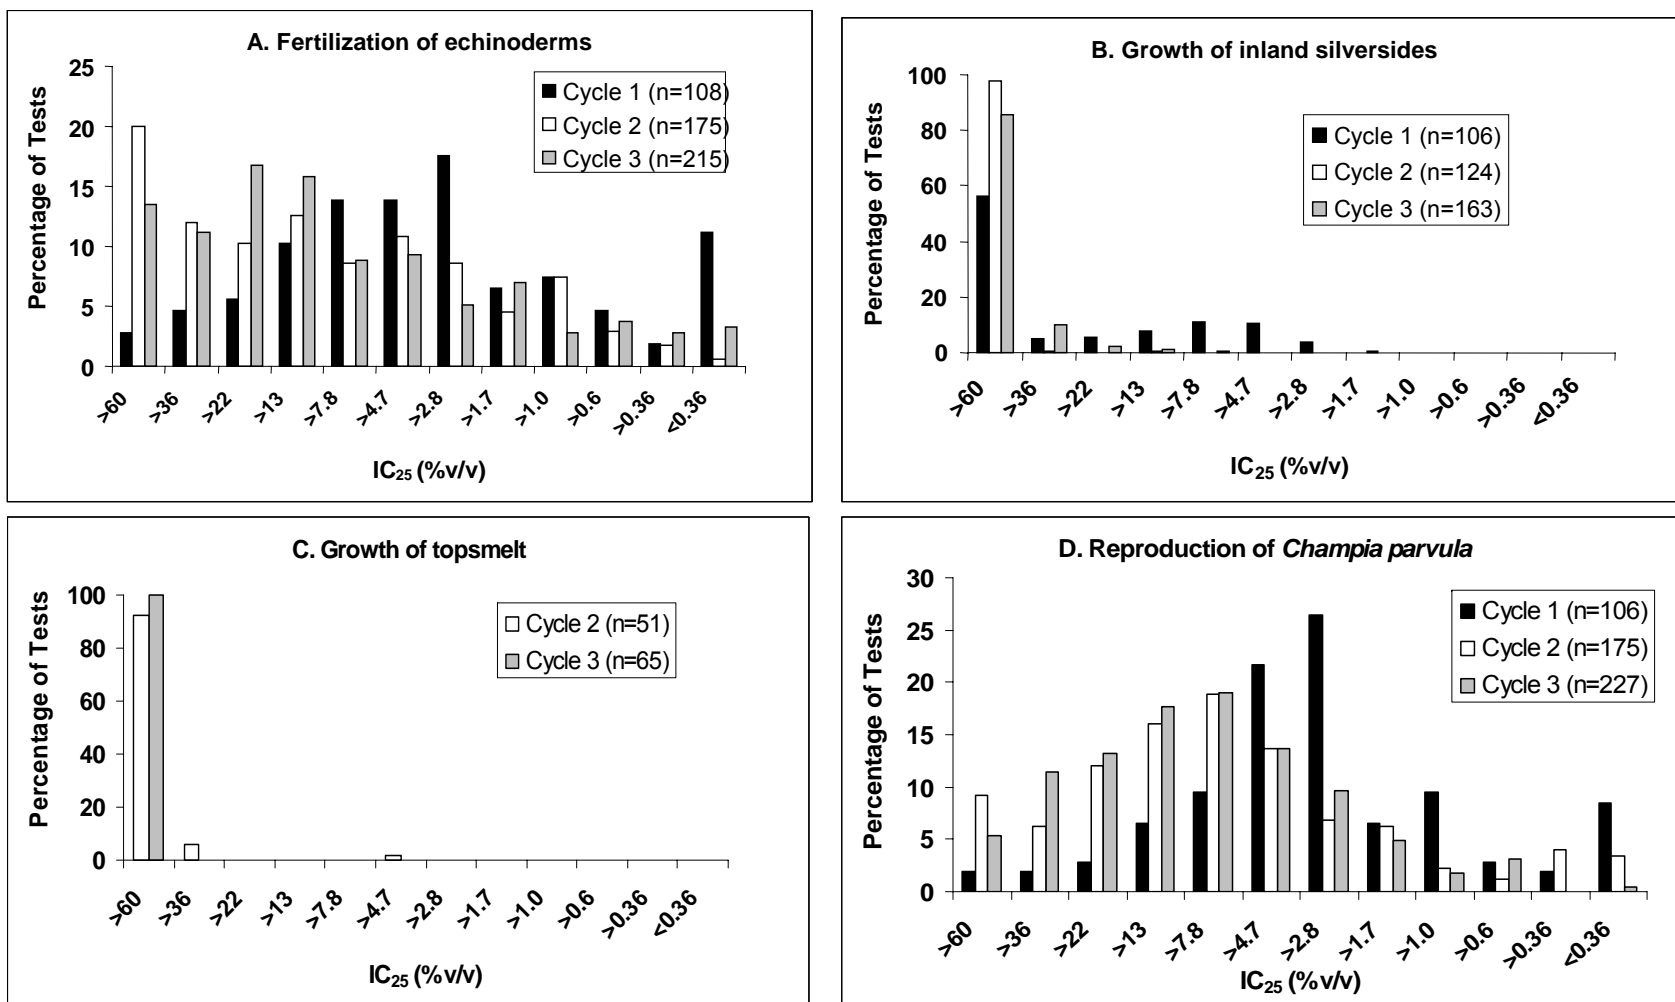 A. Fertilization of echinoderms
Percentage of Tests
25
20
15
10
5
0
Cycle 1 (n=108)
Cycle 2 (n=175)
Cycle 3 (n=215)
>60 >36 >22 >13 >7.8 >4.7 >2.8 >1.7 >1.0 >0.6 >0.36 <0.36
IC25 (%v/v)
B. Growth of inland silversides
Percentage of Tests
100
80
60
40
20
0
Cycle 1 (n=106)
Cycle 2 (n=124)
Cycle 3 (n=163)
>60 >36 >22 >13 >7.8 >4.7 >2.8 >1.7 >1.0 >0.6 >0.36 <0.36
IC25 (%v/v)
C. Growth of topsmelt
Percentage of Tests
100
80
60
40
20
0
Cycle 2 (n=51)
Cycle 3 (n=65)
>60 >36 >22 >13 >7.8 >4.7 >2.8 >1.7 >1.0 >0.6 >0.36 <0.36
IC25 (%v/v)
D. Reproduction of Champia parvula
Percentage of Tests
30
25
20
15
10
5
0
Cycle 1 (n=106)
Cycle 2 (n=175)
Cycle 3 (n=227)
>60 >36 >22 >13 >7.8 >4.7 >2.8 >1.7 >1.0 >0.6 >0.36 <0.36
IC25 (%v/v)